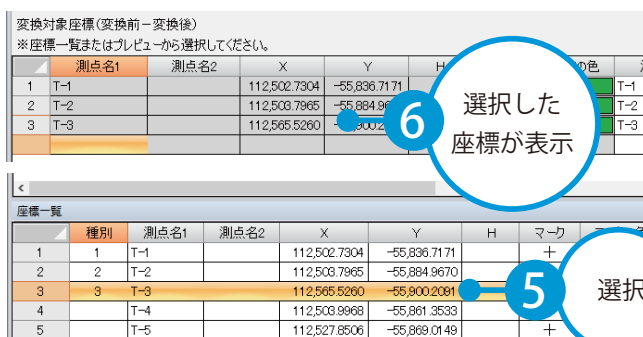 変換対象座標(変換前－変換後)
※座標一覧またはプレビューから選択してください。
測点名1 測点名2 X Y H の色
1 T-1 112,502.7304 -55,836.7171 T-1
2 T-2 112,503.7965 -55,884.96 T-2
3 T-3 112,565.5260 T-3
6 選択した
座標が表示
座標一覧
種別 測点名1 測点名2 X Y H マーク
1 1 T-1 112,502.7304 -55,836.7171 +
2 2 T-2 112,503.7965 -55,884.9670
3 3 T-3 112,565.5260 -55,900.2091
4 T-4 112,503.9968 -55,861.3533
5 T-5 112,527.8506 -55,869.0149 +
5 選択